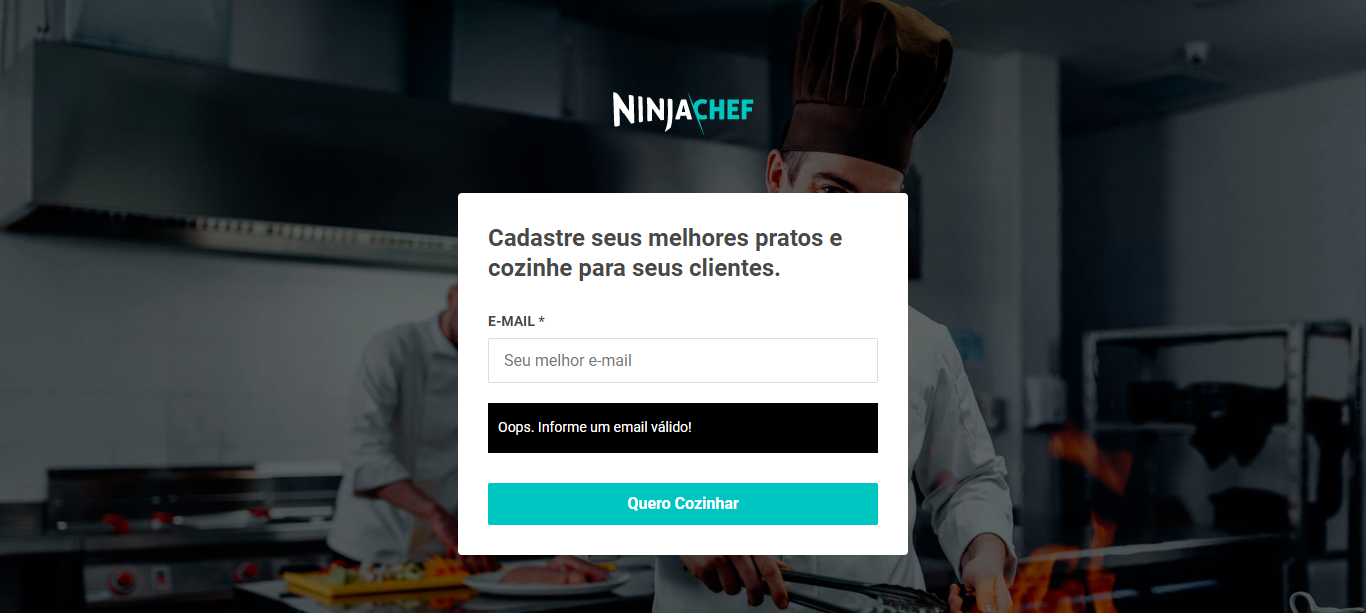 NINJACHEF
Cadastre seus melhores pratos e
cozinhe para seus clientes.
E-MAIL *
Seu melhor e-mail
Oops. Informe um email válido!
Quero Cozinhar